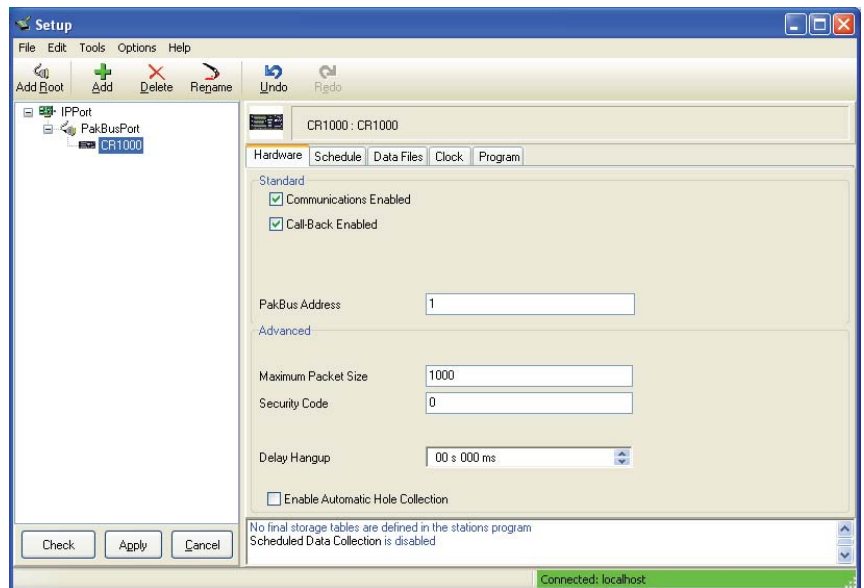 Setup
File Edit Tools Options Help
Add Root Add Delete Rename Undo Redo
IPPort
PakBusPort
CR1000
CR1000 : CR1000
Hardware Schedule Data Files Clock Program
Standard
Communications Enabled
Call-Back Enabled
PakBus Address 1
Advanced
Maximum Packet Size 1000
Security Code 0
Delay Hangup 00 s 000 ms
Enable Automatic Hole Collection
No final storage tables are defined in the stations program
Scheduled Data Collection is disabled
Check Apply Cancel
Connected: localhost